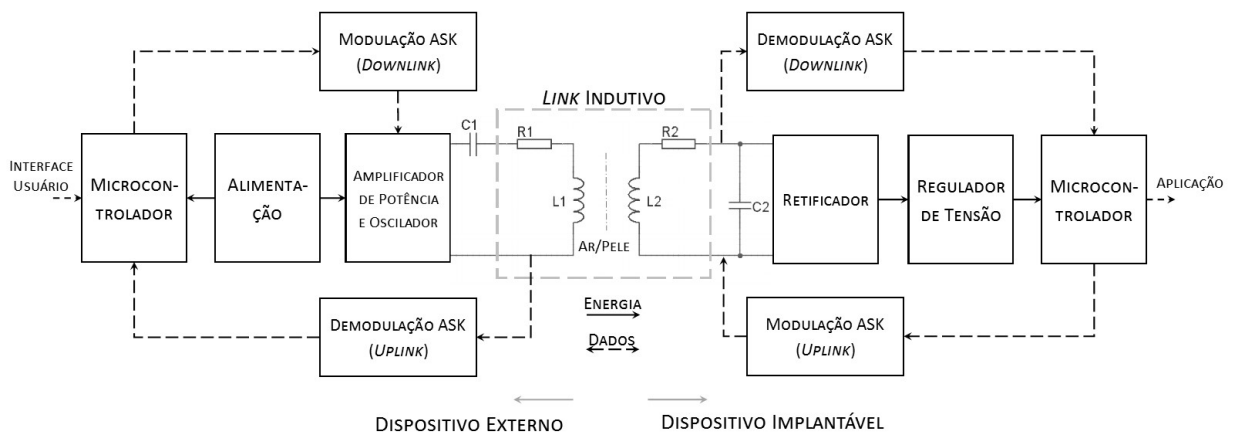 MODULAÇÃO ASK
(DOWNLINK)
DEMODULAÇÃO ASK
(DOWNLINK)
LINK INDUTIVO
C1
R1
R2
INTERFACE
USUÁRIO
MICROCON-
TROLADOR
ALIMENTA-
ÇÃO
AMPLIFICADOR
DE POTÊNCIA
E OSCILADOR
L1
L2
C2
AR/PELE
RETIFICADOR
REGULADOR
DE TENSÃO
MICROCON-
TROLADOR
APLICAÇÃO
DEMODULAÇÃO ASK
(UPLINK)
ENERGIA
DADOS
MODULAÇÃO ASK
(UPLINK)
DISPOSITIVO EXTERNO
DISPOSITIVO IMPLANTÁVEL